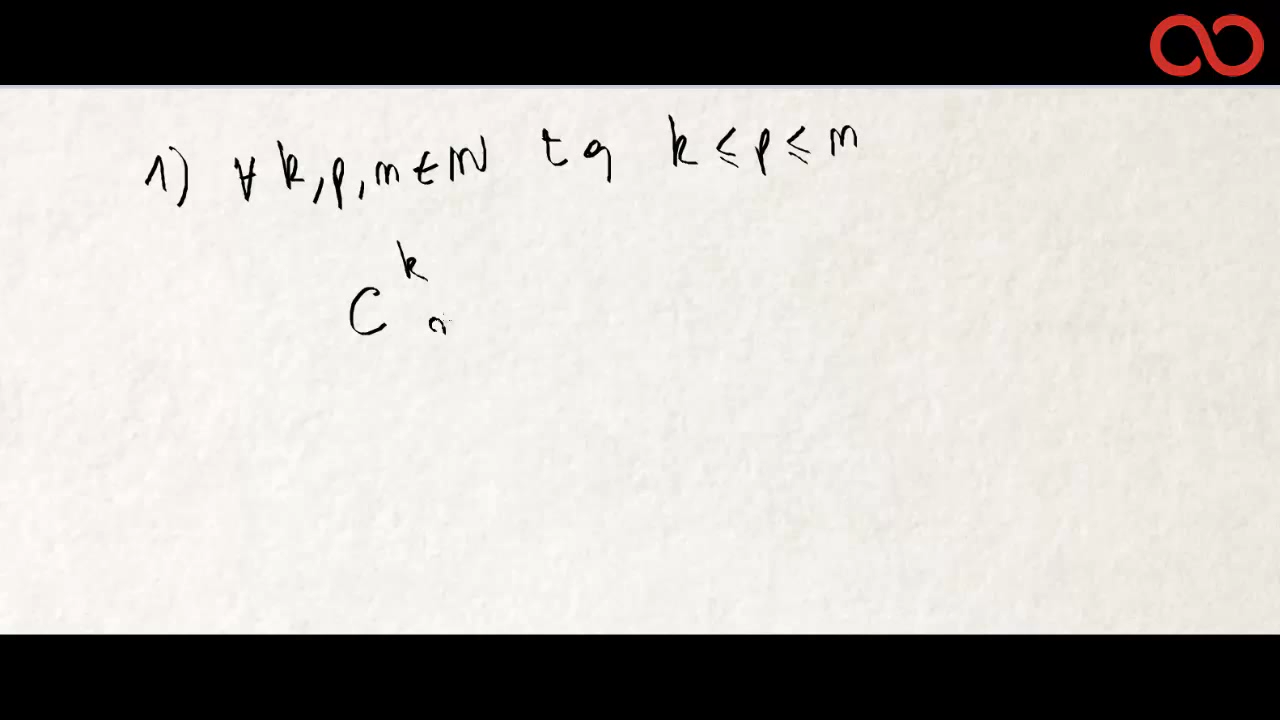 1) ∀ k, p, n ∈ ℕ tq k ≤ p ≤ n
C^k